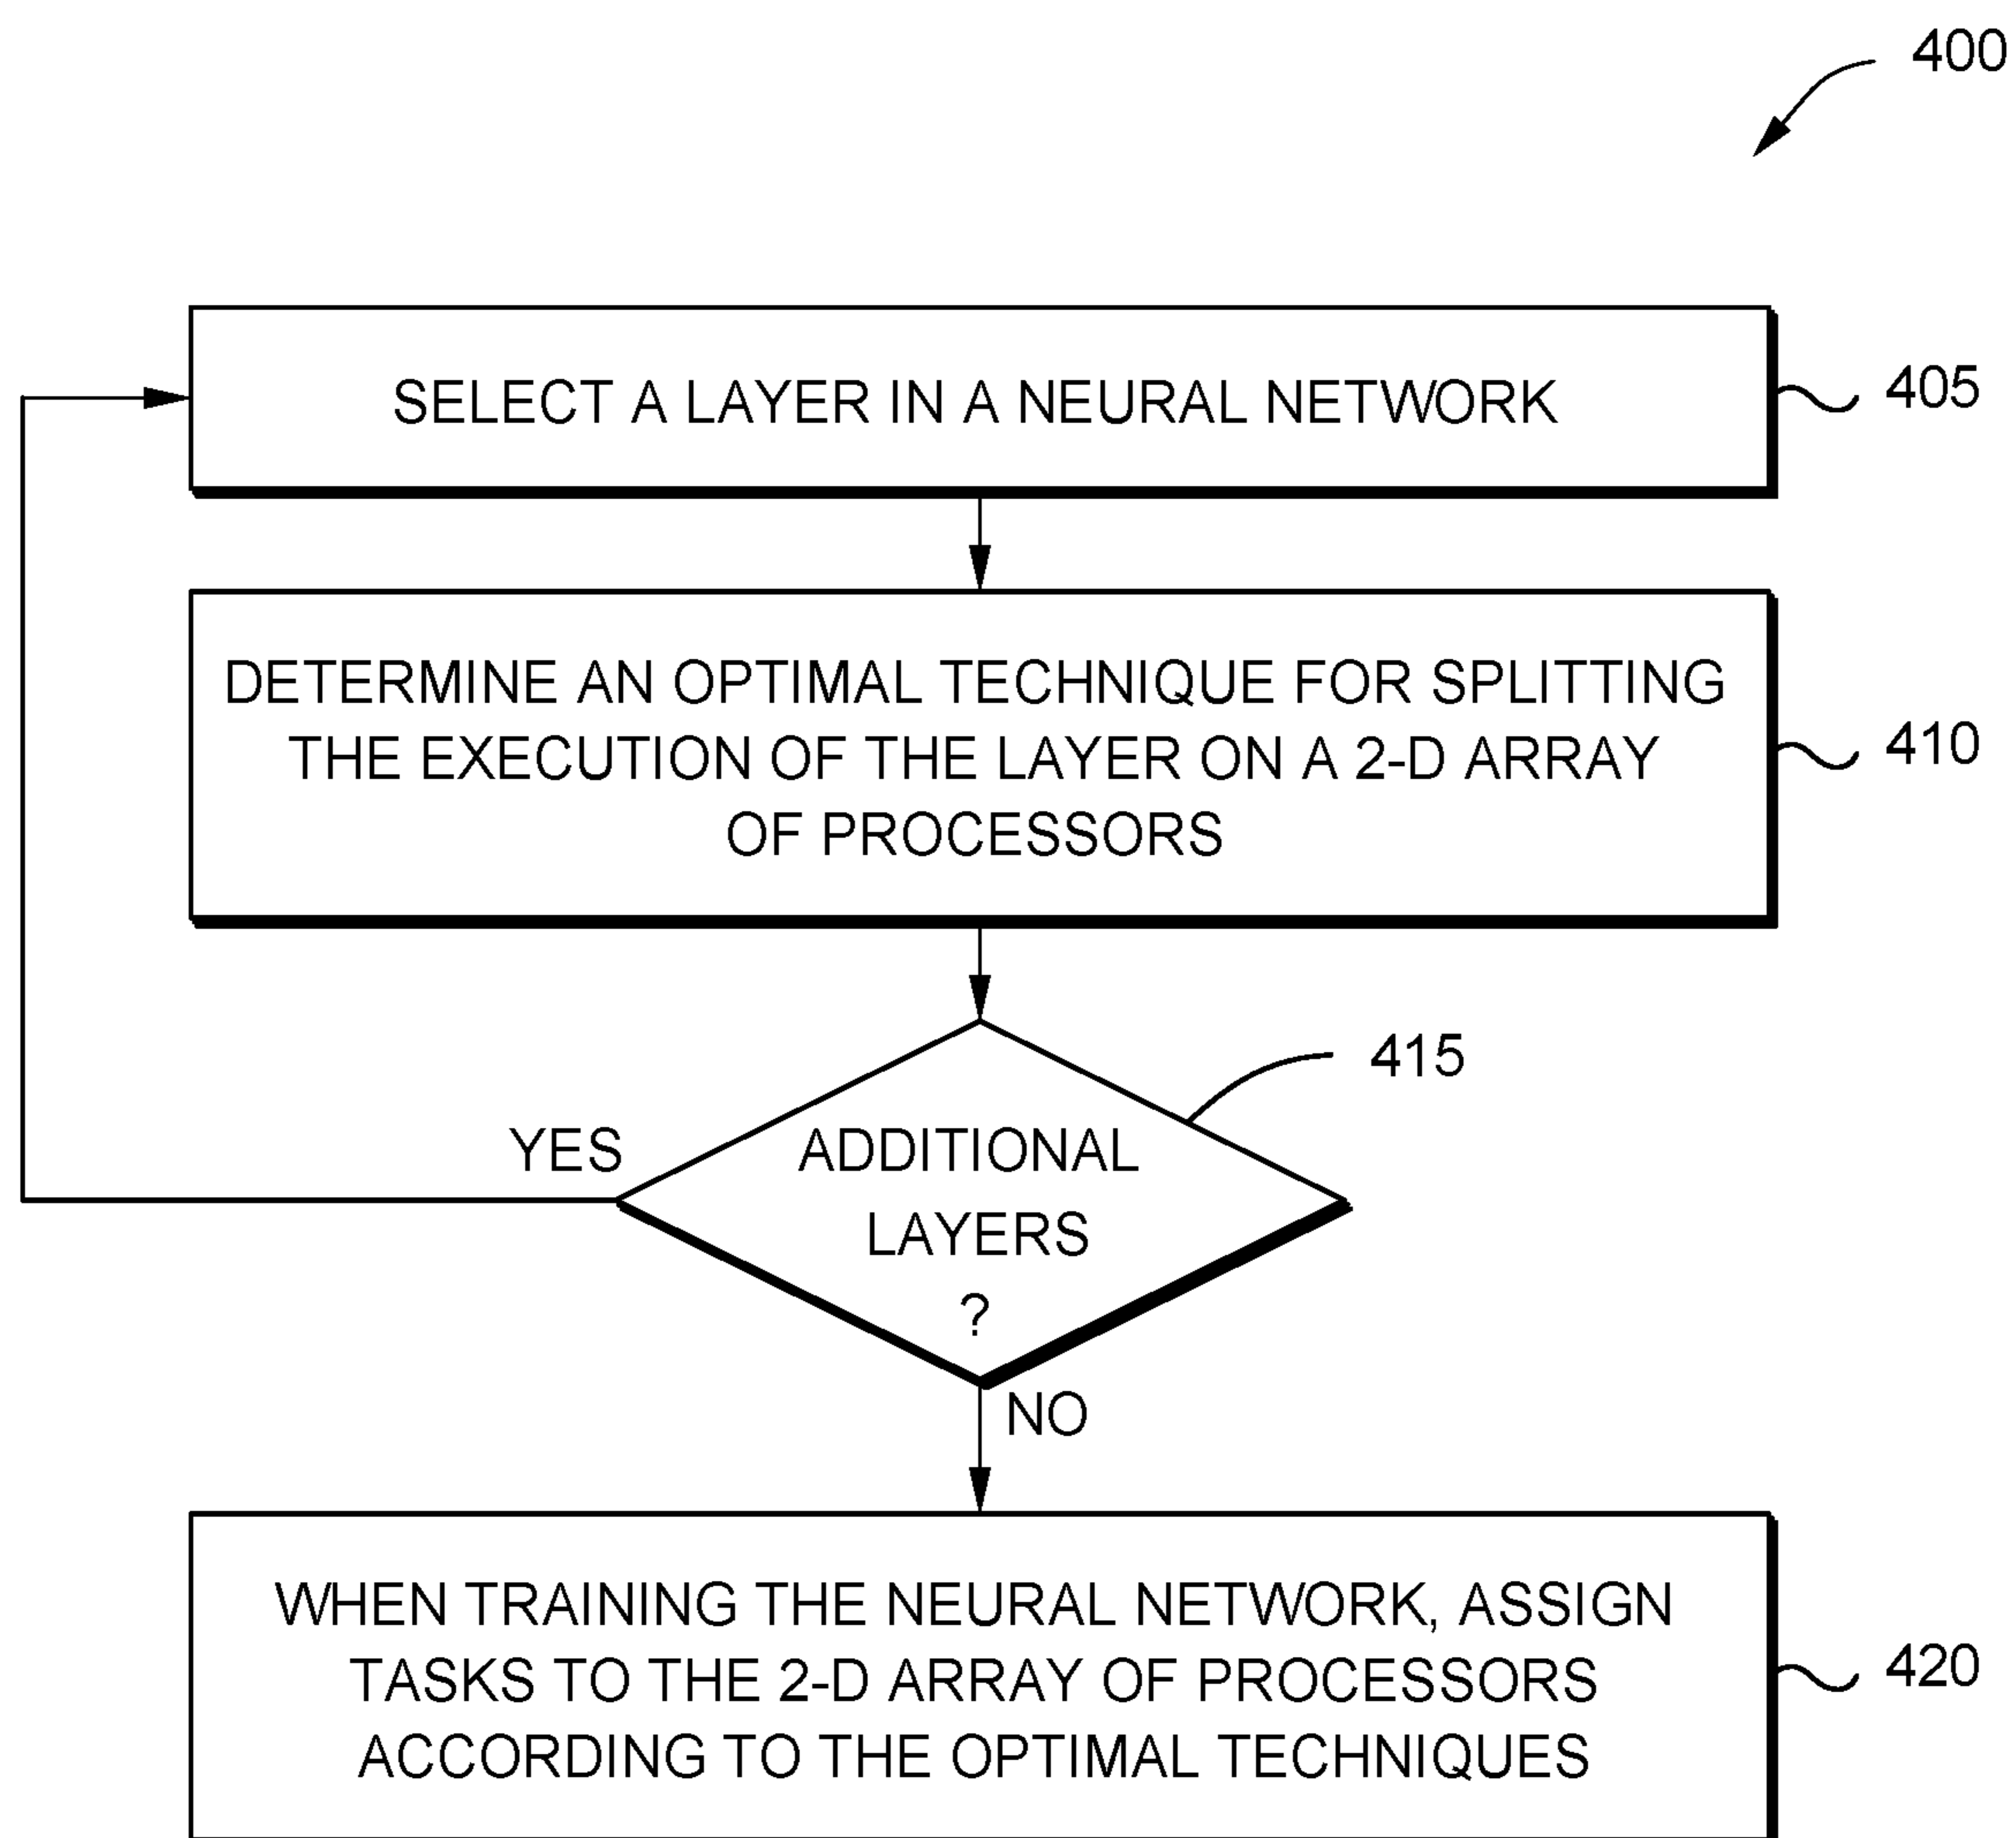 400
SELECT A LAYER IN A NEURAL NETWORK
405
DETERMINE AN OPTIMAL TECHNIQUE FOR SPLITTING
THE EXECUTION OF THE LAYER ON A 2-D ARRAY
OF PROCESSORS
410
415
YES
ADDITIONAL
LAYERS
?
NO
WHEN TRAINING THE NEURAL NETWORK, ASSIGN
TASKS TO THE 2-D ARRAY OF PROCESSORS
ACCORDING TO THE OPTIMAL TECHNIQUES
420